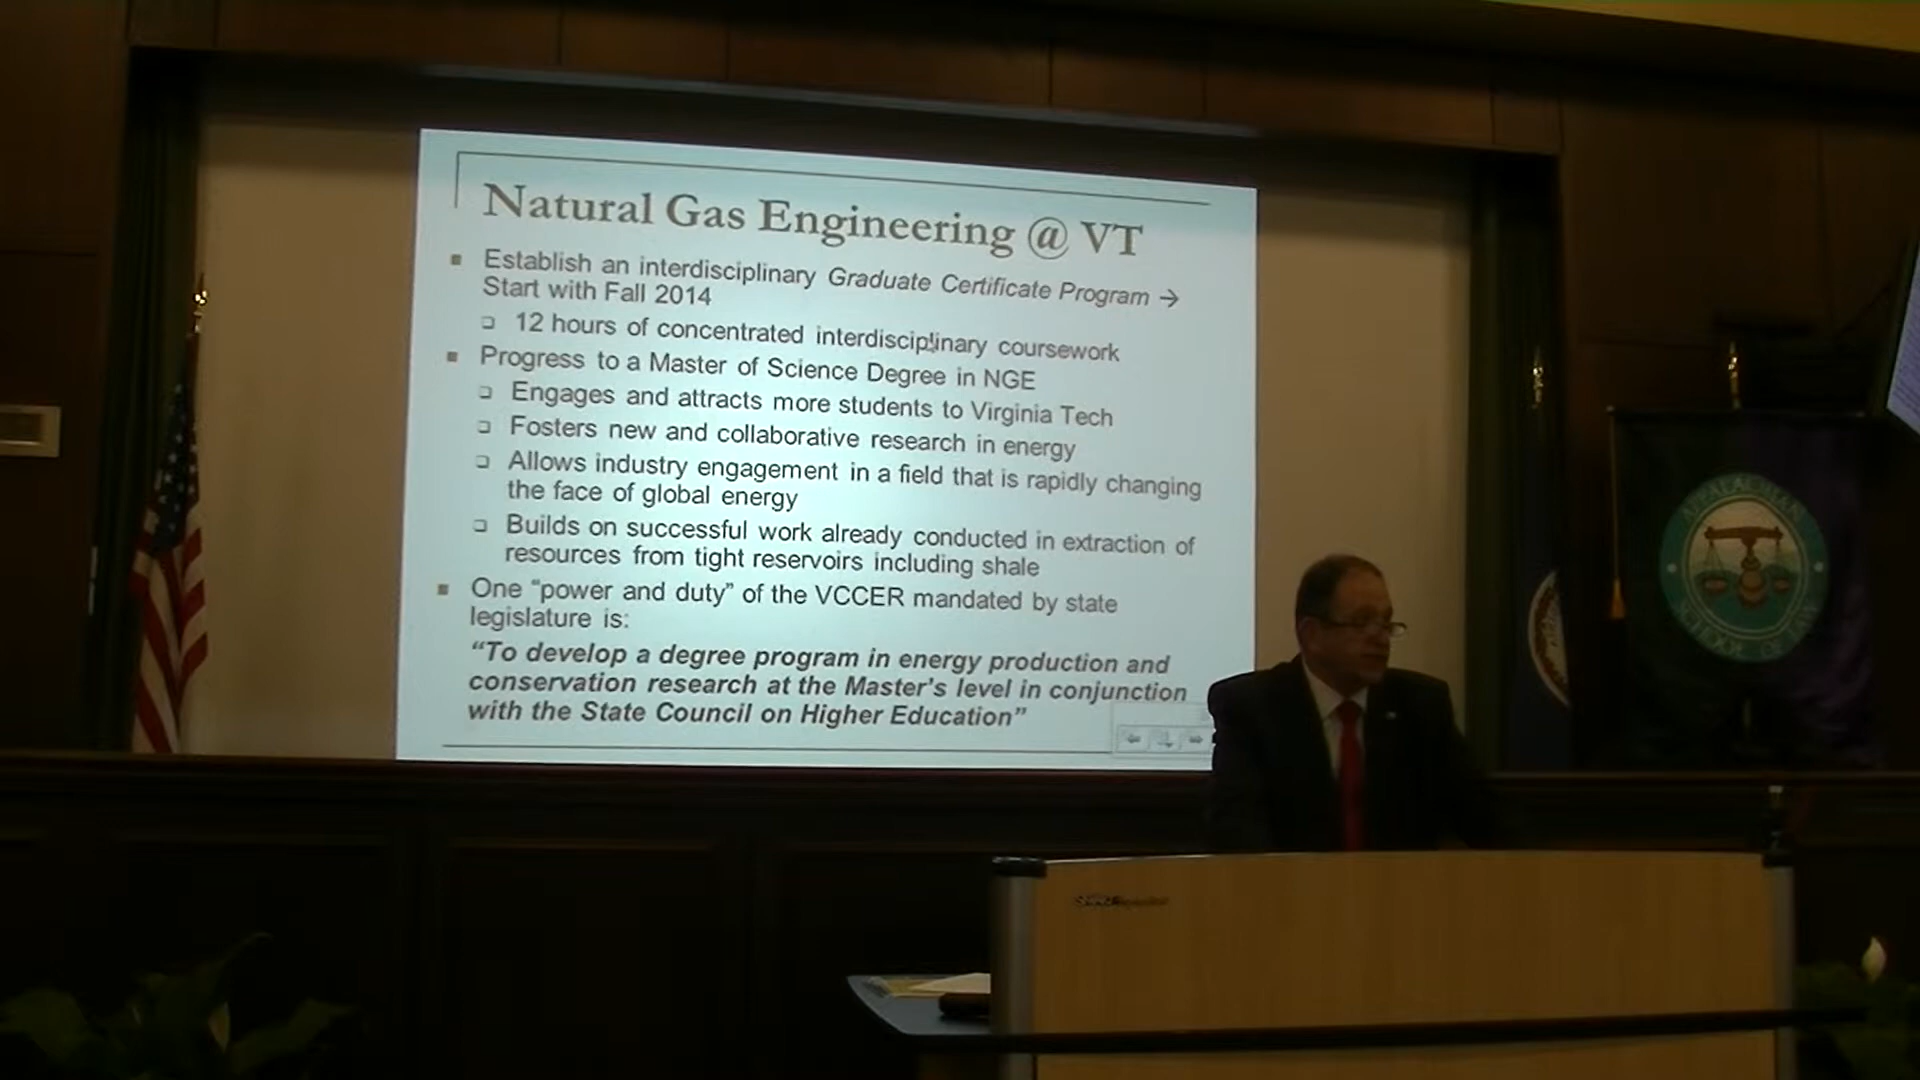 Natural Gas Engineering @ VT
Establish an interdisciplinary Graduate Certificate Program →
Start with Fall 2014
12 hours of concentrated interdisciplinary coursework
Progress to a Master of Science Degree in NGE
Engages and attracts more students to Virginia Tech
Fosters new and collaborative research in energy
Allows industry engagement in a field that is rapidly changing
the face of global energy
Builds on successful work already conducted in extraction of
resources from tight reservoirs including shale
One “power and duty” of the VCCER mandated by state
legislature is:
“To develop a degree program in energy production and
conservation research at the Master’s level in conjunction
with the State Council on Higher Education”
APPALACHIAN
SCHOOL OF LAW